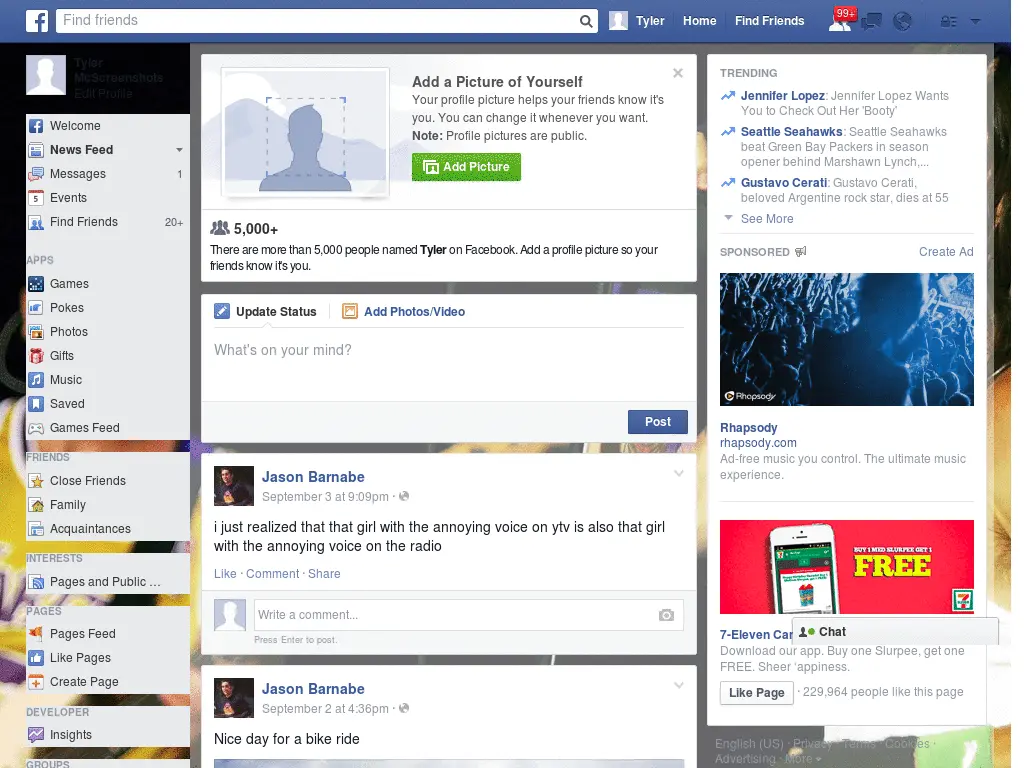 Find friends
Tyler
Home
Find Friends
99+
Tyler
McScreenshots
Edit Profile
Welcome
News Feed
Messages 1
5 Events
Find Friends 20+
APPS
Games
Pokes
Photos
Gifts
Music
Saved
Games Feed
FRIENDS
Close Friends
Family
Acquaintances
INTERESTS
Pages and Public ...
PAGES
Pages Feed
Like Pages
Create Page
DEVELOPER
Insights
GROUPS
Add a Picture of Yourself
Your profile picture helps your friends know it's
you. You can change it whenever you want.
Note: Profile pictures are public.
Add Picture
5,000+
There are more than 5,000 people named Tyler on Facebook. Add a profile picture so your
friends know it's you.
Update Status
Add Photos/Video
What's on your mind?
Post
Jason Barnabe
September 3 at 9:09pm ·
i just realized that that girl with the annoying voice on ytv is also that girl
with the annoying voice on the radio
Like · Comment · Share
Write a comment...
Press Enter to post.
Jason Barnabe
September 2 at 4:36pm ·
Nice day for a bike ride
TRENDING
Jennifer Lopez: Jennifer Lopez Wants
You to Check Out Her 'Booty'
Seattle Seahawks: Seattle Seahawks
beat Green Bay Packers in season
opener behind Marshawn Lynch,...
Gustavo Cerati: Gustavo Cerati,
beloved Argentine rock star, dies at 55
See More
SPONSORED
Create Ad
Rhapsody
Rhapsody
rhapsody.com
Ad-free music you control. The ultimate music
experience.
BUY 1 MED SLURPEE GET 1
FREE
7-Eleven Car
Chat
Download our app. Buy one Slurpee, get one
FREE. Sheer 'appiness.
Like Page · 229,964 people like this page
English (US) · Privacy · Terms · Cookies ·
Advertising · More